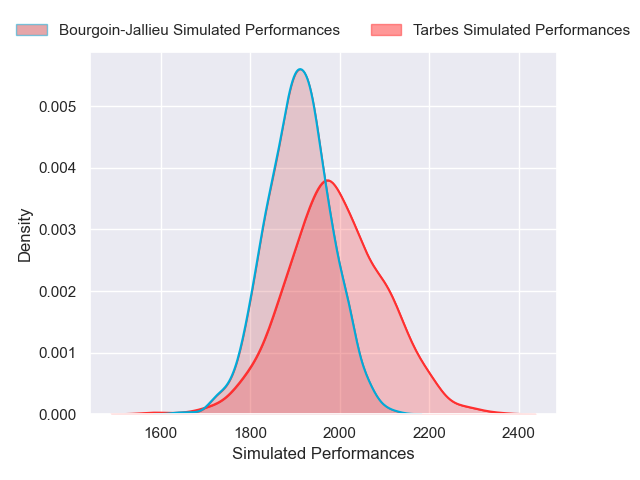 Bourgoin-Jallieu Simulated Performances Tarbes Simulated Performances
0.005
0.004
0.003
0.002
0.001
0.000
Density
1600 1800 2000 2200 2400
Simulated Performances